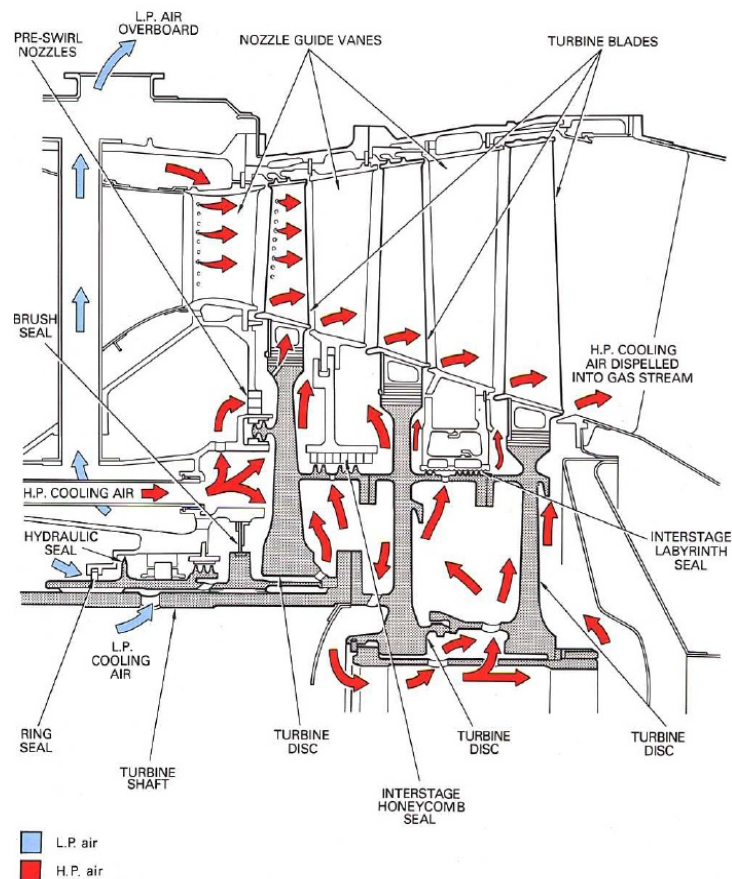 L.P. AIR
OVERBOARD
PRE-SWIRL
NOZZLES
NOZZLE GUIDE VANES
TURBINE BLADES
BRUSH
SEAL
H.P. COOLING
AIR DISPELLED
INTO GAS STREAM
H.P. COOLING AIR
HYDRAULIC
SEAL
INTERSTAGE
LABYRINTH
SEAL
L.P.
COOLING
AIR
RING
SEAL
TURBINE
SHAFT
TURBINE
DISC
INTERSTAGE
HONEYCOMB
SEAL
TURBINE
DISC
TURBINE
DISC
L.P. air
H.P. air